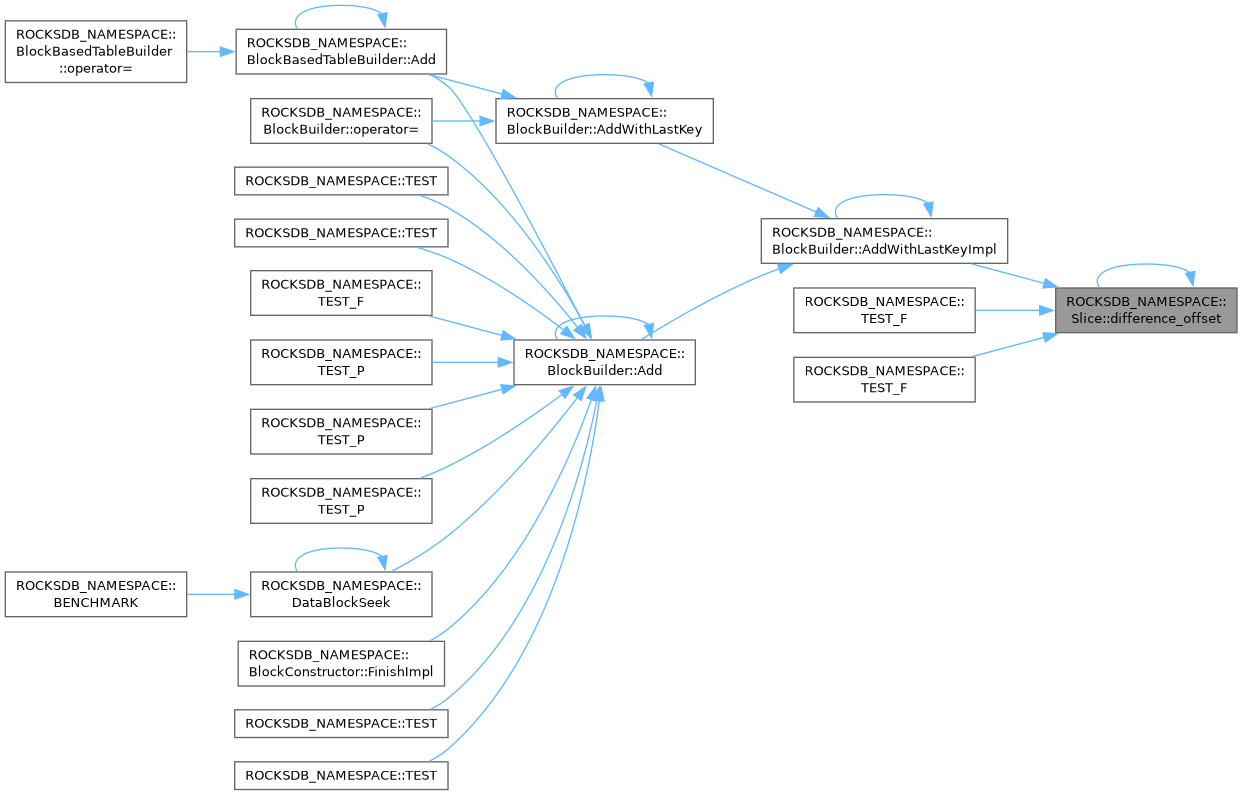 ROCKSDB_NAMESPACE::
BlockBasedTableBuilder
::operator=
ROCKSDB_NAMESPACE::
BlockBasedTableBuilder::Add
ROCKSDB_NAMESPACE::
BlockBuilder::operator=
ROCKSDB_NAMESPACE::TEST
ROCKSDB_NAMESPACE::TEST
ROCKSDB_NAMESPACE::
TEST_F
ROCKSDB_NAMESPACE::
TEST_P
ROCKSDB_NAMESPACE::
TEST_P
ROCKSDB_NAMESPACE::
TEST_P
ROCKSDB_NAMESPACE::
BENCHMARK
ROCKSDB_NAMESPACE::
DataBlockSeek
ROCKSDB_NAMESPACE::
BlockConstructor::FinishImpl
ROCKSDB_NAMESPACE::TEST
ROCKSDB_NAMESPACE::TEST
ROCKSDB_NAMESPACE::
BlockBuilder::AddWithLastKey
ROCKSDB_NAMESPACE::
BlockBuilder::Add
ROCKSDB_NAMESPACE::
BlockBuilder::AddWithLastKeyImpl
ROCKSDB_NAMESPACE::
TEST_F
ROCKSDB_NAMESPACE::
TEST_F
ROCKSDB_NAMESPACE::
Slice::difference_offset